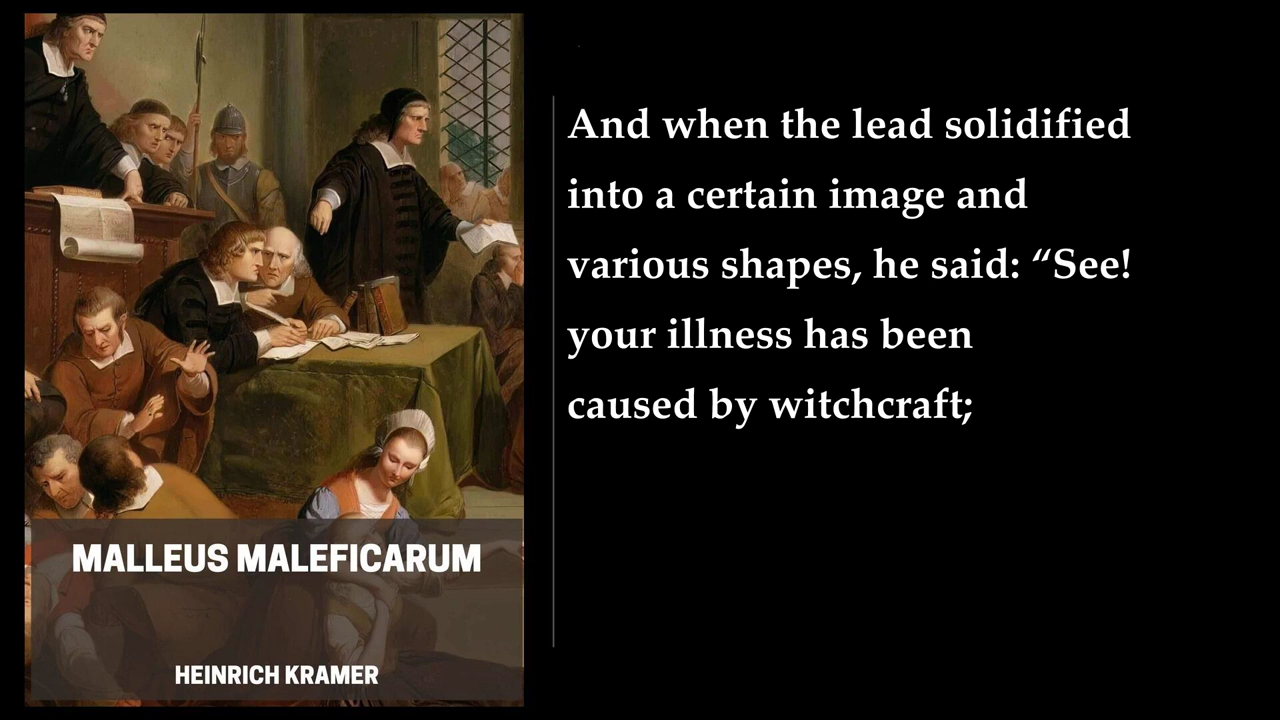 MALLEUS MALEFICARUM
HEINRICH KRAMER
And when the lead solidified
into a certain image and
various shapes, he said: “See!
your illness has been
caused by witchcraft;